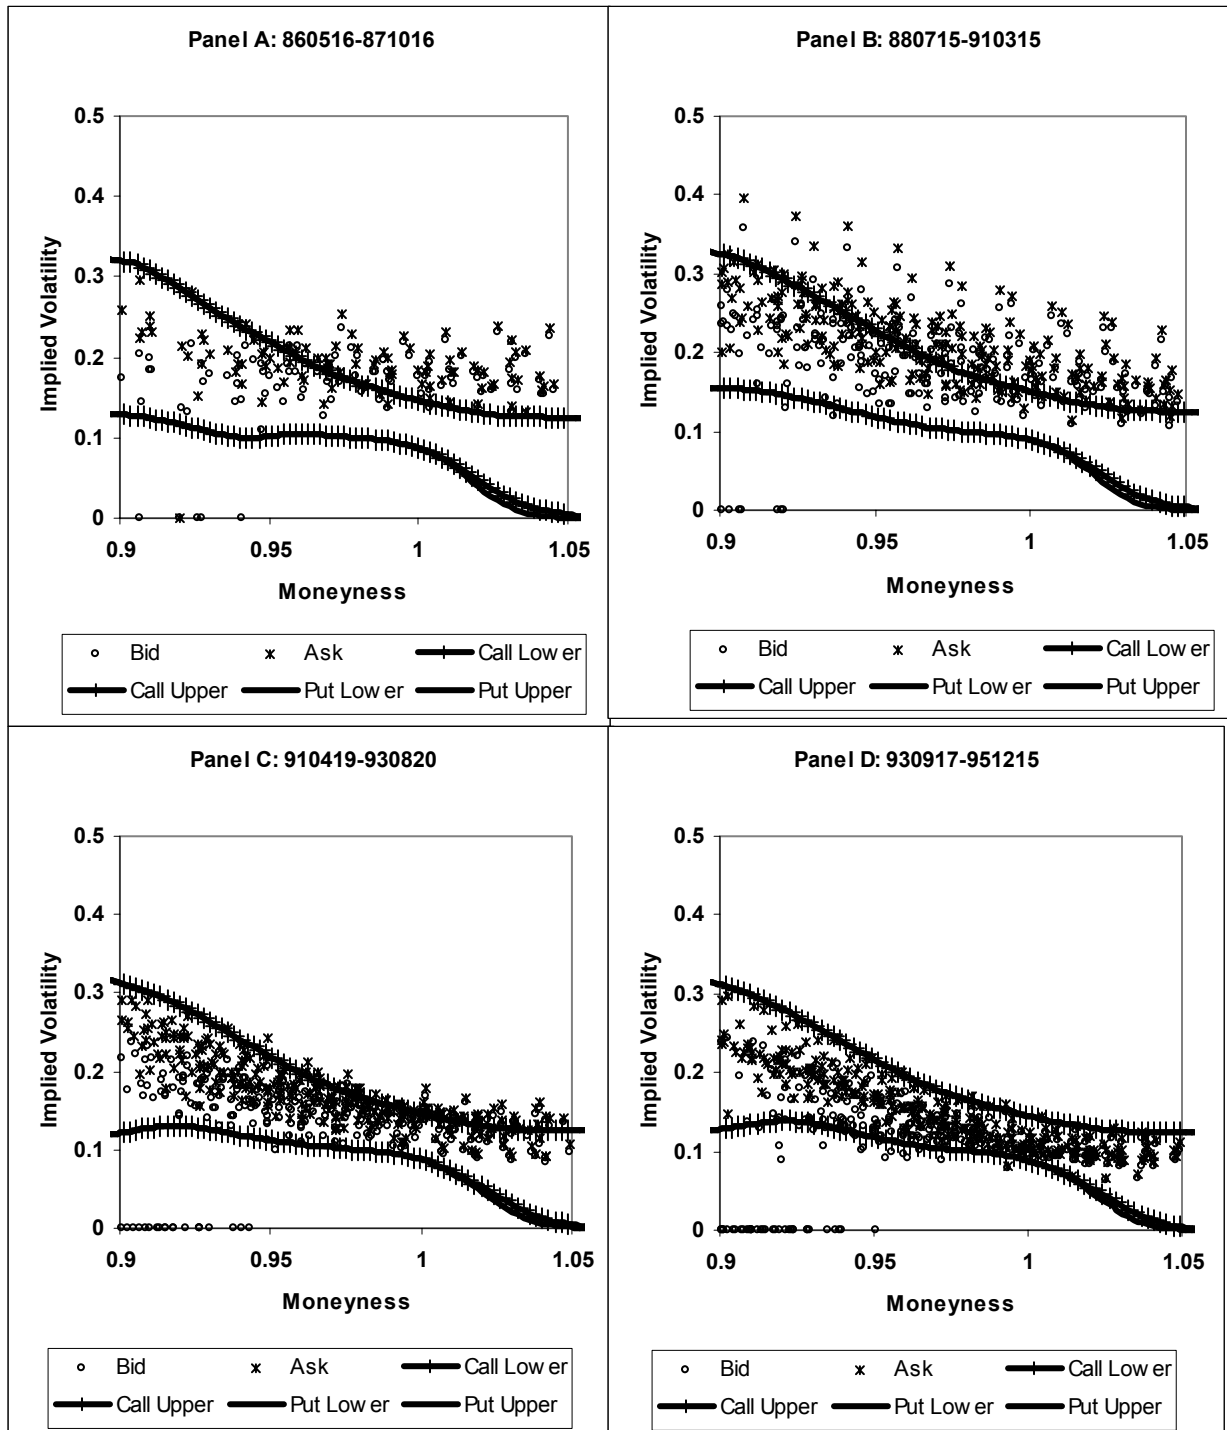 Panel A: 860516-871016
0.5
0.4
0.3
0.2
0.1
0
Implied Volatility
0.9 0.95 1 1.05
Moneyness
Bid Ask Call Lower
Call Upper Put Lower Put Upper
Panel B: 880715-910315
0.5
0.4
0.3
0.2
0.1
0
Implied Volatility
0.9 0.95 1 1.05
Moneyness
Bid Ask Call Lower
Call Upper Put Lower Put Upper
Panel C: 910419-930820
0.5
0.4
0.3
0.2
0.1
0
Implied Volatility
0.9 0.95 1 1.05
Moneyness
Bid Ask Call Lower
Call Upper Put Lower Put Upper
Panel D: 930917-951215
0.5
0.4
0.3
0.2
0.1
0
Implied Volatility
0.9 0.95 1 1.05
Moneyness
Bid Ask Call Lower
Call Upper Put Lower Put Upper